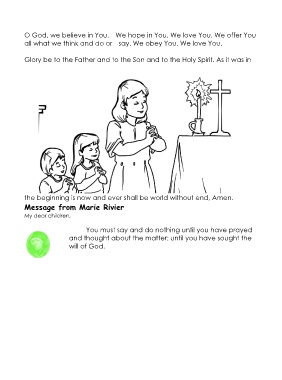 O God, we believe in You.   We hope in You. We love You. We offer You
all what we think and do or   say. We obey You. We love You.
Glory be to the Father and to the Son and to the Holy Spirit. As it was in
the beginning is now and ever shall be world without end, Amen.
Message from Marie Rivier
My dear children,
You must say and do nothing until you have prayed
and thought about the matter; until you have sought the
will of God.